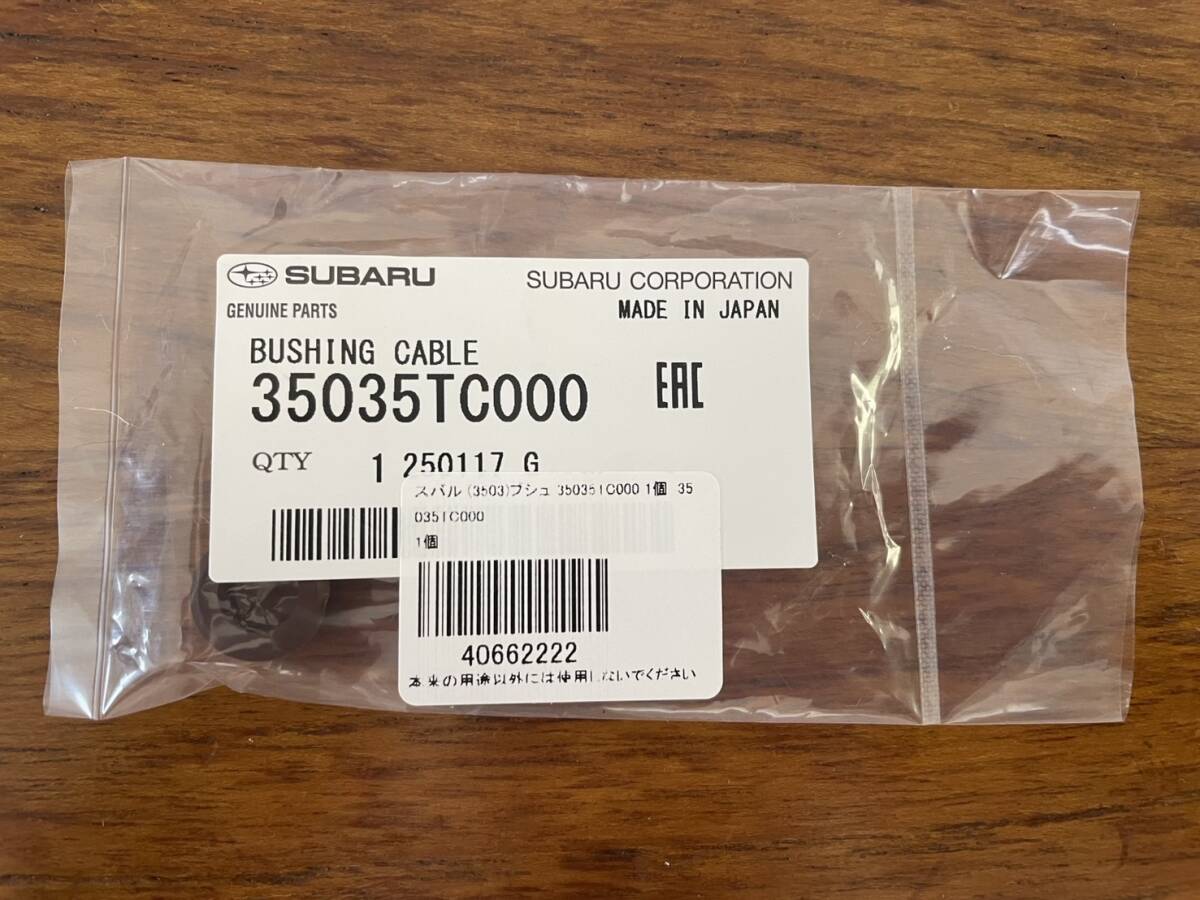 SUBARU SUBARU CORPORATION
GENUINE PARTS MADE IN JAPAN
BUSHING CABLE
35035TC000 EAC
QTY 1 250117 G
スバル (3503)ブシュ 35035TC000 1個 35
035TC000
1個
40662222
本来の用途以外には使用しないでください